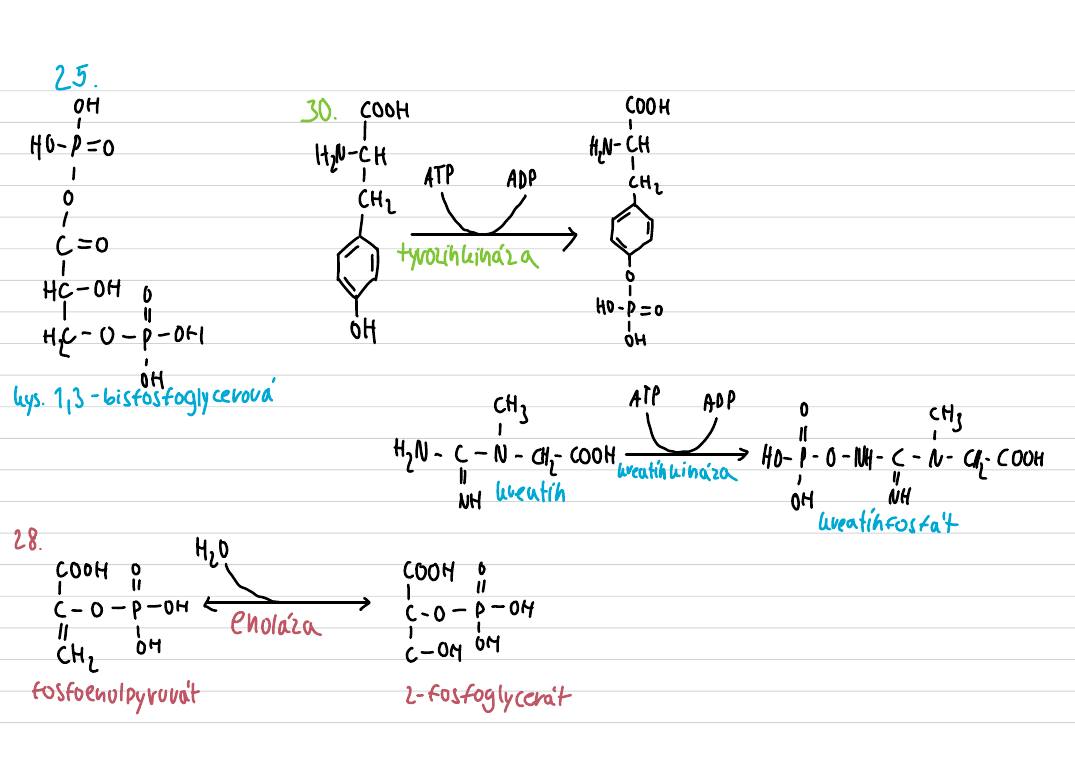 25.
OH
HO-P=O
O
C=O
HC-OH
O
H₂C-O-P-OH
OH
kys. 1,3-bisfosfoglycerová
30.
COOH
H₂N-CH
CH₂
OH
ATP ADP
tyrozinkináza
COOH
H₂N-CH
CH₂
O
HO-P=O
OH
CH₃
H₂N-C-N-CH₂-COOH
NH
kreatin
ATP ADP
kreatinkináza
O CH₃
HO-P-O-NH-C-N-CH₂-COOH
OH NH
kreatinfosfát
28.
COOH O
C-O-P-OH
CH₂ OH
fosfoenolpyruvát
H₂O
enoláza
COOH O
C-O-P-OH
C-OH OH
2-fosfoglycerát